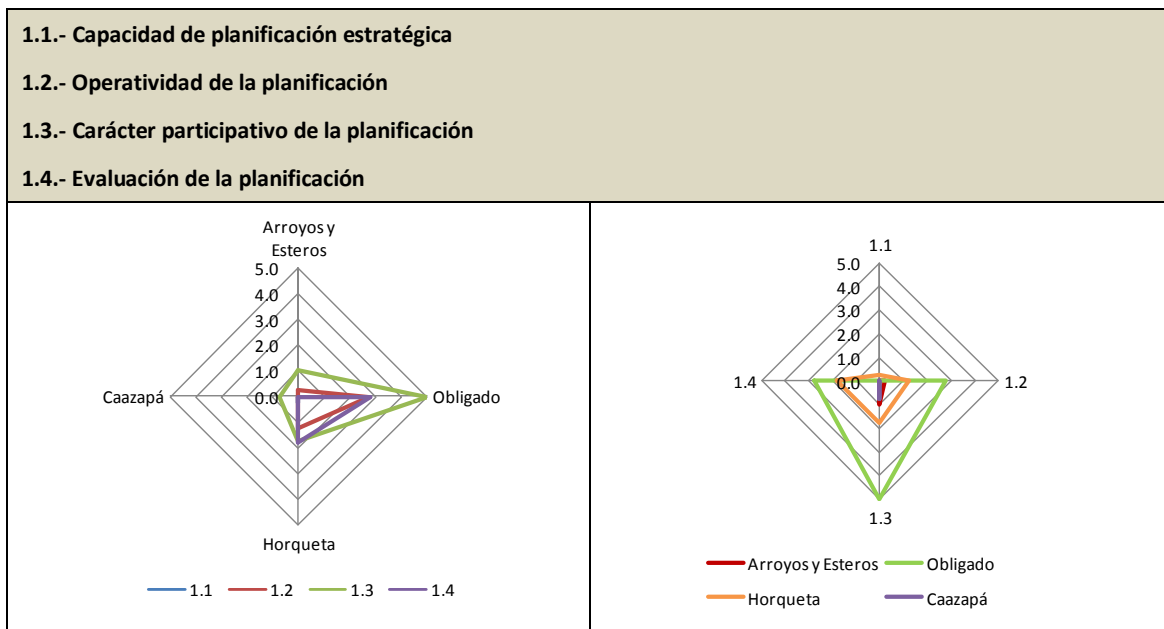 1.1.- Capacidad de planificación estratégica
1.2.- Operatividad de la planificación
1.3.- Carácter participativo de la planificación
1.4.- Evaluación de la planificación
Arroyos y
Esteros
5.0
4.0
3.0
2.0
1.0
0.0
Caazapá
Obligado
Horqueta
1.1
1.2
1.3
1.4
1.1
5.0
4.0
3.0
2.0
1.0
0.0
1.4
1.2
1.3
Arroyos y Esteros
Obligado
Horqueta
Caazapá